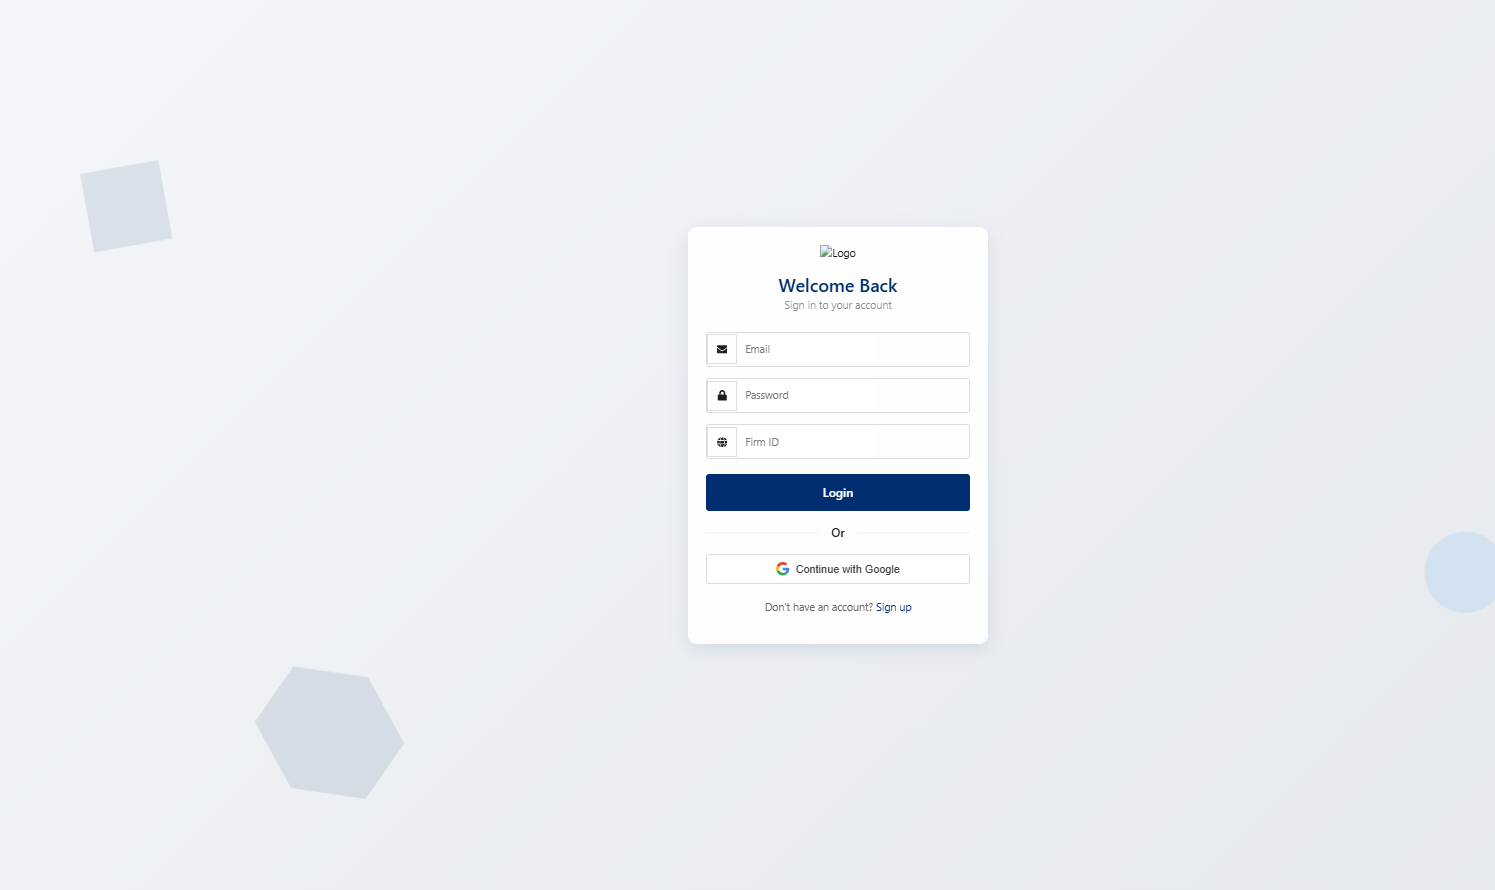 Logo
Welcome Back
Sign in to your account
Email
Password
Firm ID
Login
Or
Continue with Google
Don't have an account? Sign up